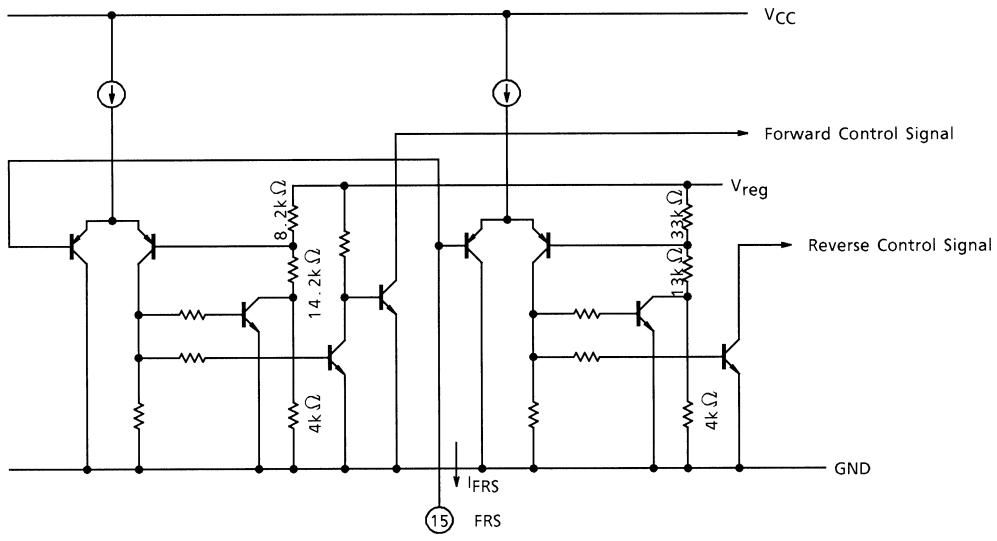 VCC
Forward Control Signal
8.2kΩ
Vreg
33kΩ
Reverse Control Signal
14.2kΩ
13kΩ
4kΩ
4kΩ
GND
IFRS
15 FRS